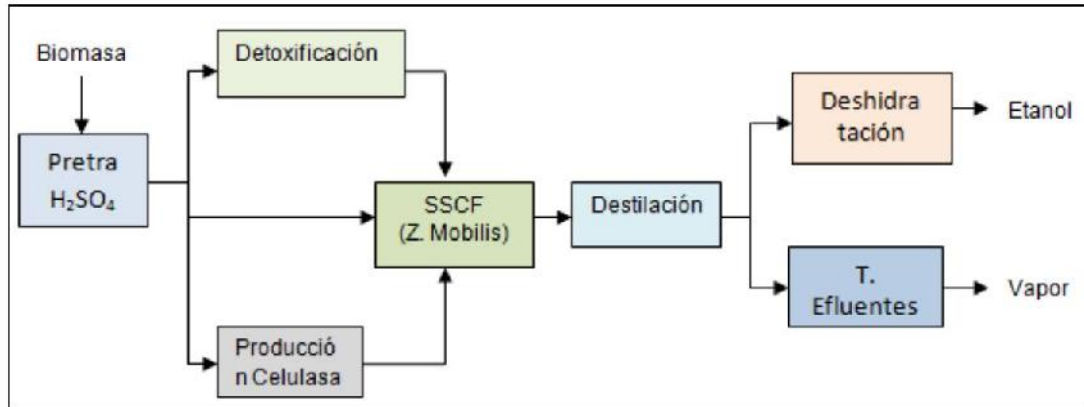 Biomasa
Pretra
H₂SO₄
Detoxificación
SSCF
(Z. Mobilis)
Producció
n Celulasa
Destilación
Deshidra
tación
Etanol
T.
Efluentes
Vapor